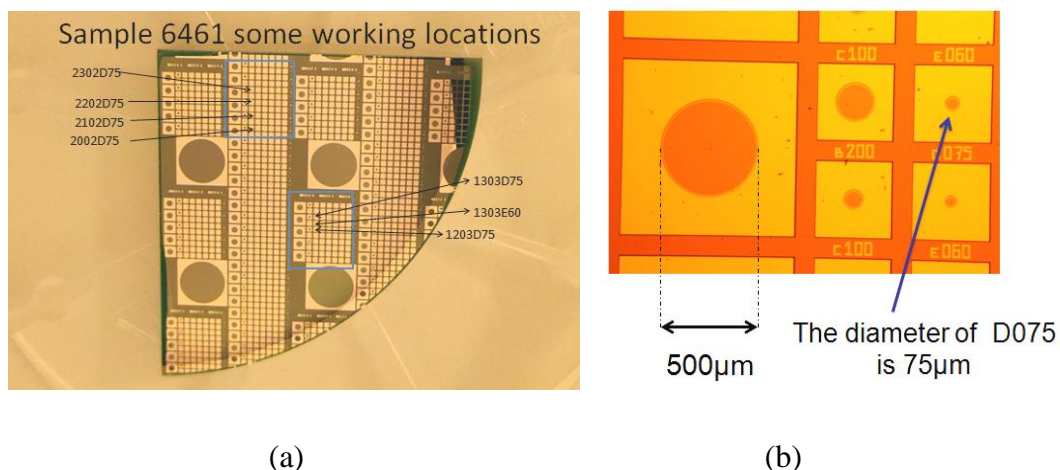 Sample 6461 some working locations
2302D75
2202D75
2102D75
2002D75
1303D75
1303E60
1203D75
C100
E060
B200
D075
C100
E060
500µm
The diameter of D075
is 75µm
(a)
(b)